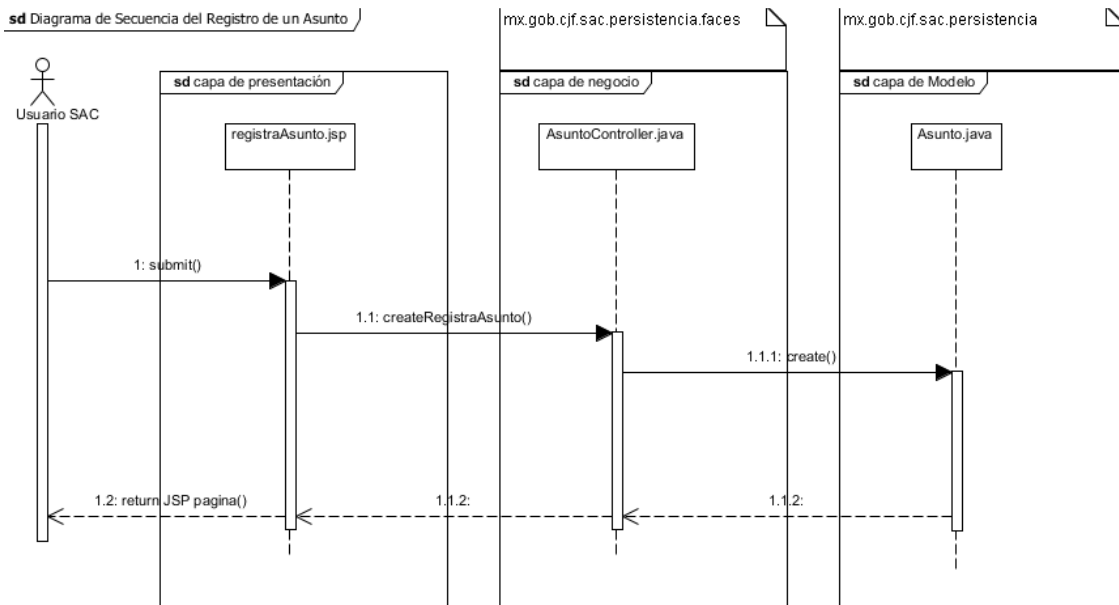 sd Diagrama de Secuencia del Registro de un Asunto
mx.gob.cjf.sac.persistencia.faces
mx.gob.cjf.sac.persistencia
sd capa de presentación
sd capa de negocio
sd capa de Modelo
Usuario SAC
registraAsunto.jsp
AsuntoController.java
Asunto.java
1: submit()
1.1: createRegistraAsunto()
1.1.1: create()
1.2: return JSP pagina()
1.1.2:
1.1.2: